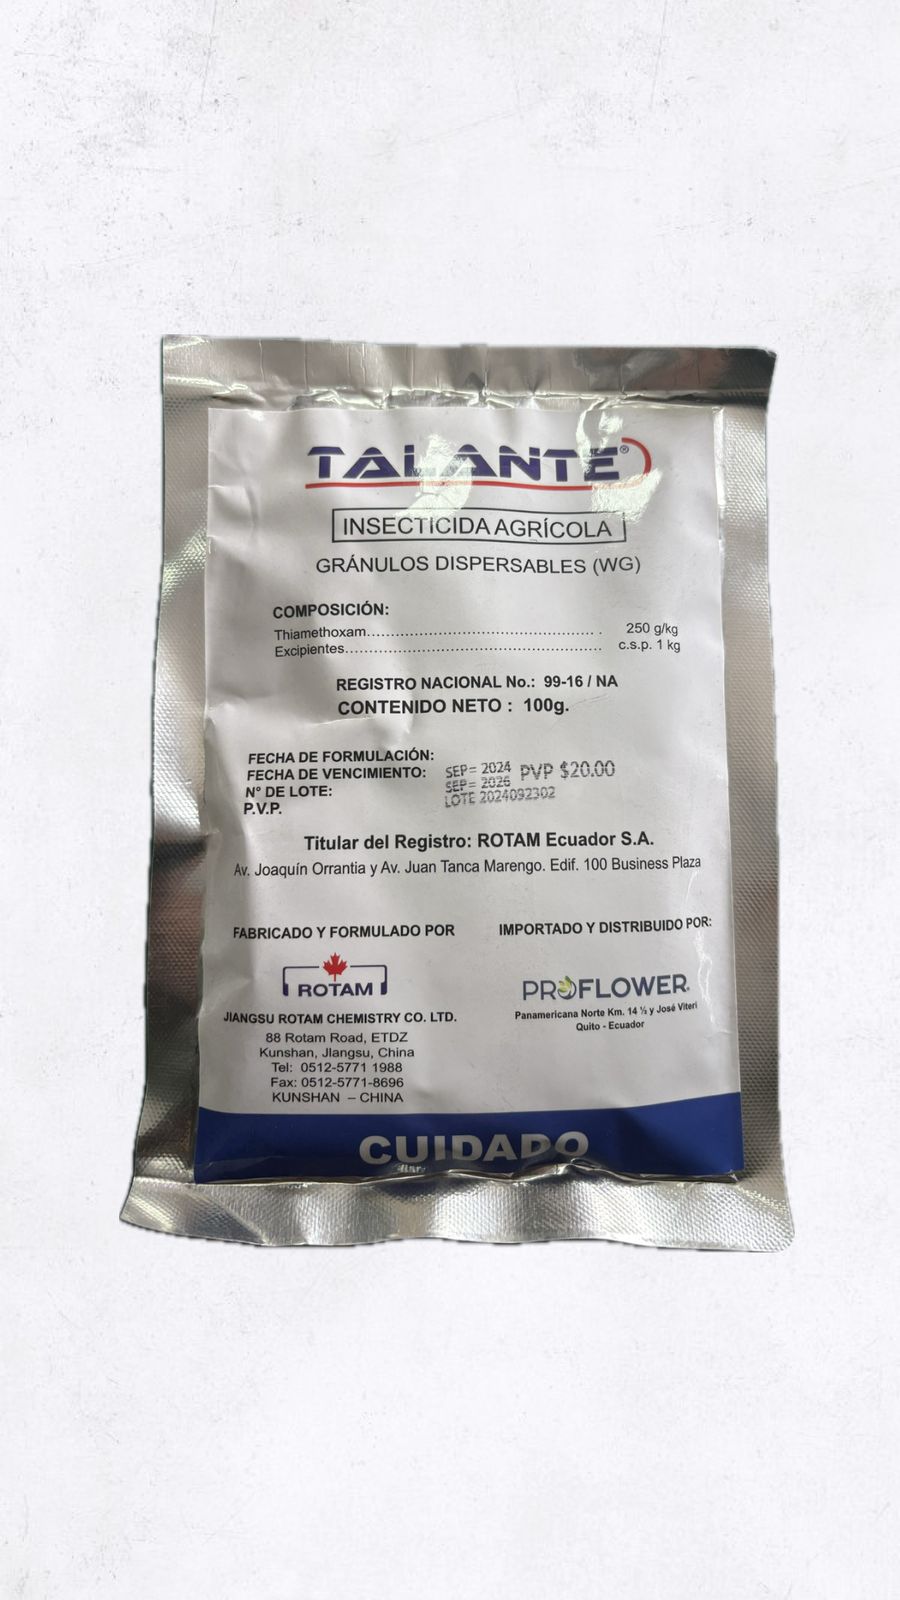 TALANTE®
INSECTICIDA AGRÍCOLA
GRÁNULOS DISPERSABLES (WG)
COMPOSICIÓN:
Thiamethoxam.................................................... . 250 g/kg
Excipientes......................................................... c.s.p. 1 kg
REGISTRO NACIONAL No.: 99-16 / NA
CONTENIDO NETO : 100g.
FECHA DE FORMULACIÓN: SEP= 2024 PVP $20.00
FECHA DE VENCIMIENTO: SEP= 2026
Nº DE LOTE: LOTE 2024092302
P.V.P.
Titular del Registro: ROTAM Ecuador S.A.
Av. Joaquín Orrantia y Av. Juan Tanca Marengo. Edif. 100 Business Plaza
FABRICADO Y FORMULADO POR
ROTAM
JIANGSU ROTAM CHEMISTRY CO. LTD.
88 Rotam Road, ETDZ
Kunshan, Jiangsu, China
Tel: 0512-5771 1988
Fax: 0512-5771-8696
KUNSHAN – CHINA
IMPORTADO Y DISTRIBUIDO POR:
PROFLOWER®
Panamericana Norte Km. 14 ½ y José Viteri
Quito - Ecuador
CUIDADO